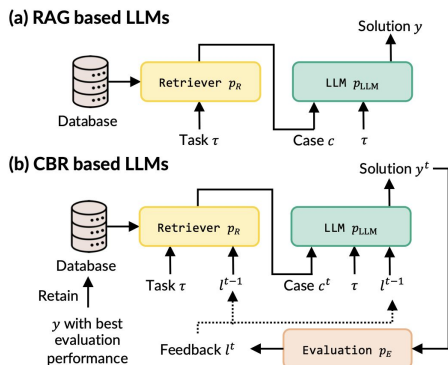 (a) RAG based LLMs
Solution y
Retriever p_R
LLM p_LLM
Database
Task τ
Case c
τ
(b) CBR based LLMs
Solution y^t
Retriever p_R
LLM p_LLM
Database
Task τ
l^{t−1}
Case c^t
τ
l^{t−1}
Retain
y with best
evaluation
performance
Feedback l^t
Evaluation p_E